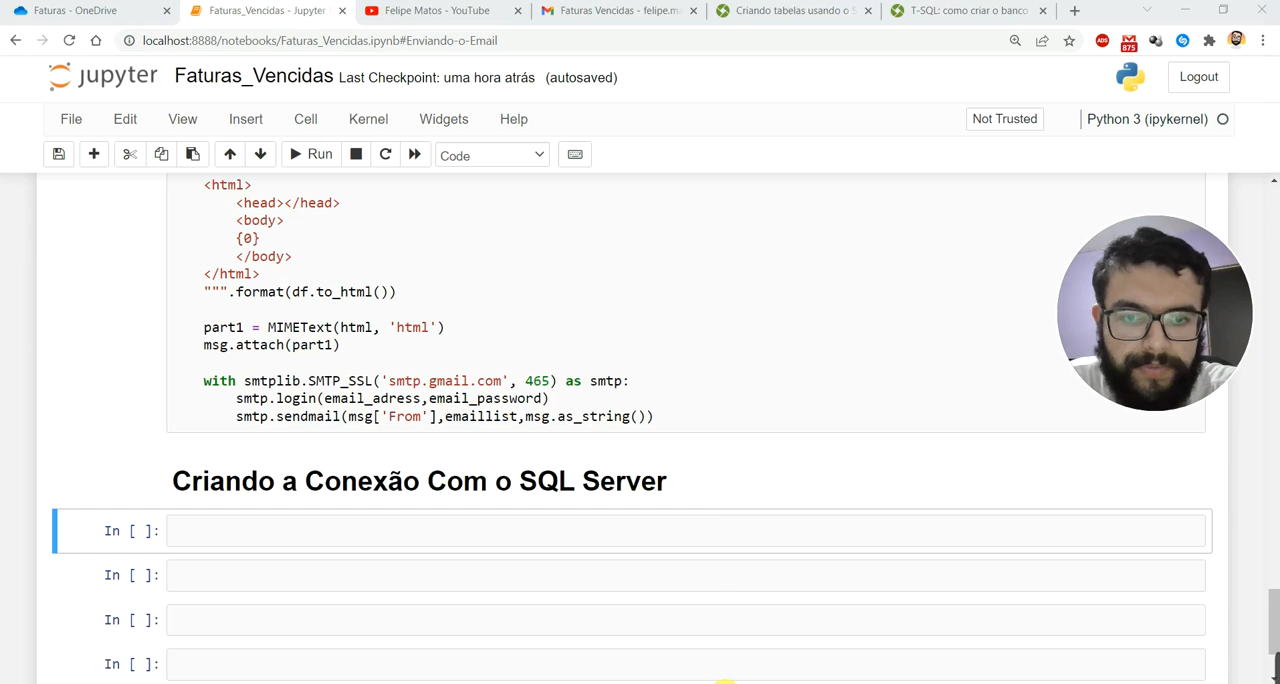 Faturas - OneDrive
Faturas_Vencidas - Jupyter
Felipe Matos - YouTube
Faturas Vencidas - felipe.ma
Criando tabelas usando o S
T-SQL: como criar o banco
localhost:8888/notebooks/Faturas_Vencidas.ipynb#Enviando-o-Email
ADS
875
jupyter Faturas_Vencidas Last Checkpoint: uma hora atrás (autosaved)
Logout
File Edit View Insert Cell Kernel Widgets Help
Not Trusted
Python 3 (ipykernel)
Run
Code
<html>
<head></head>
<body>
{0}
</body>
</html>
""".format(df.to_html())
part1 = MIMEText(html, 'html')
msg.attach(part1)
with smtplib.SMTP_SSL('smtp.gmail.com', 465) as smtp:
smtp.login(email_adress,email_password)
smtp.sendmail(msg['From'],emaillist,msg.as_string())
Criando a Conexão Com o SQL Server
In [ ]:
In [ ]:
In [ ]:
In [ ]: